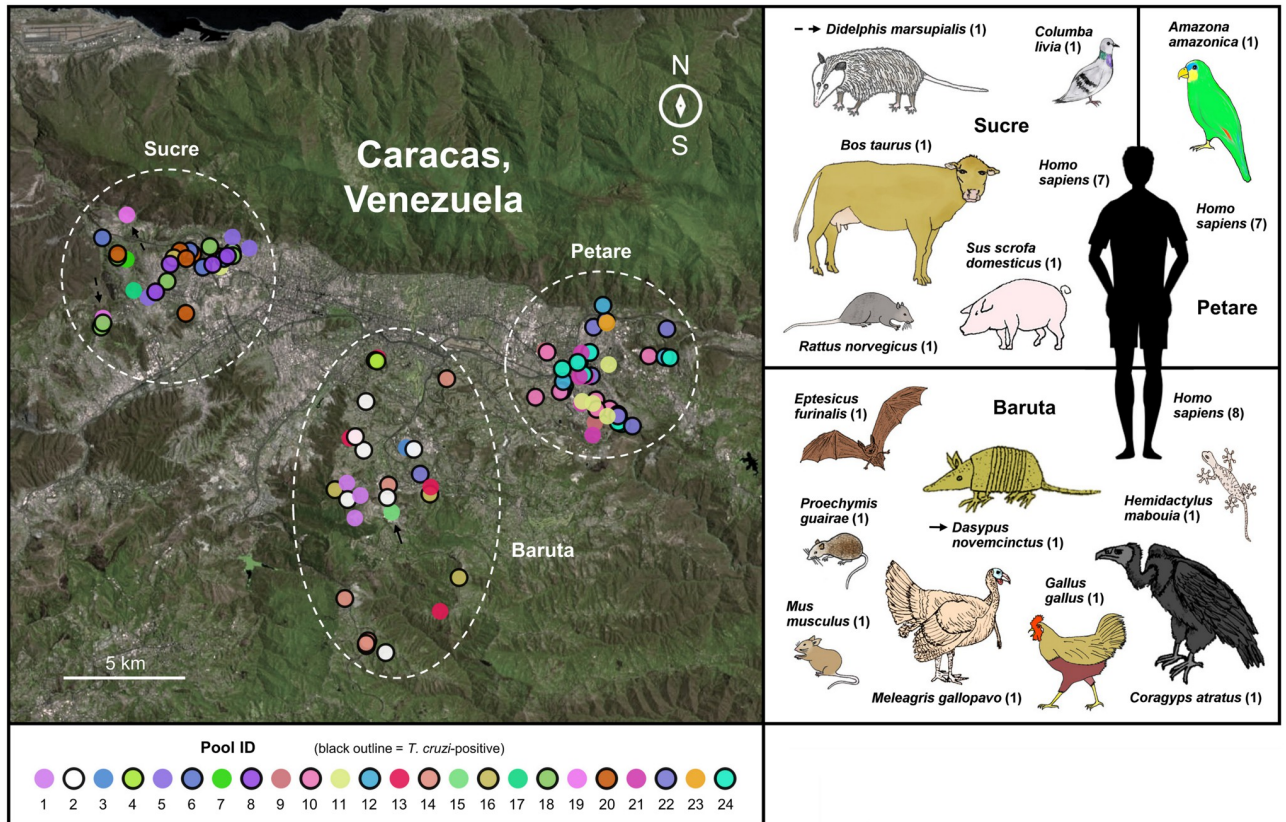 Caracas,
Venezuela
N
S
Sucre
Petare
Baruta
5 km
Didelphis marsupialis (1)
Columba
livia (1)
Sucre
Bos taurus (1)
Homo
sapiens (7)
Sus scrofa
domesticus (1)
Rattus norvegicus (1)
Amazona
amazonica (1)
Homo
sapiens (7)
Petare
Eptesicus
furinalis (1)
Baruta
Homo
sapiens (8)
Proechymis
guairae (1)
Dasypus
novemcinctus (1)
Hemidactylus
mabouia (1)
Mus
musculus (1)
Gallus
gallus (1)
Meleagris gallopavo (1)
Coragyps atratus (1)
Pool ID (black outline = T. cruzi-positive)
1 2 3 4 5 6 7 8 9 10 11 12 13 14 15 16 17 18 19 20 21 22 23 24